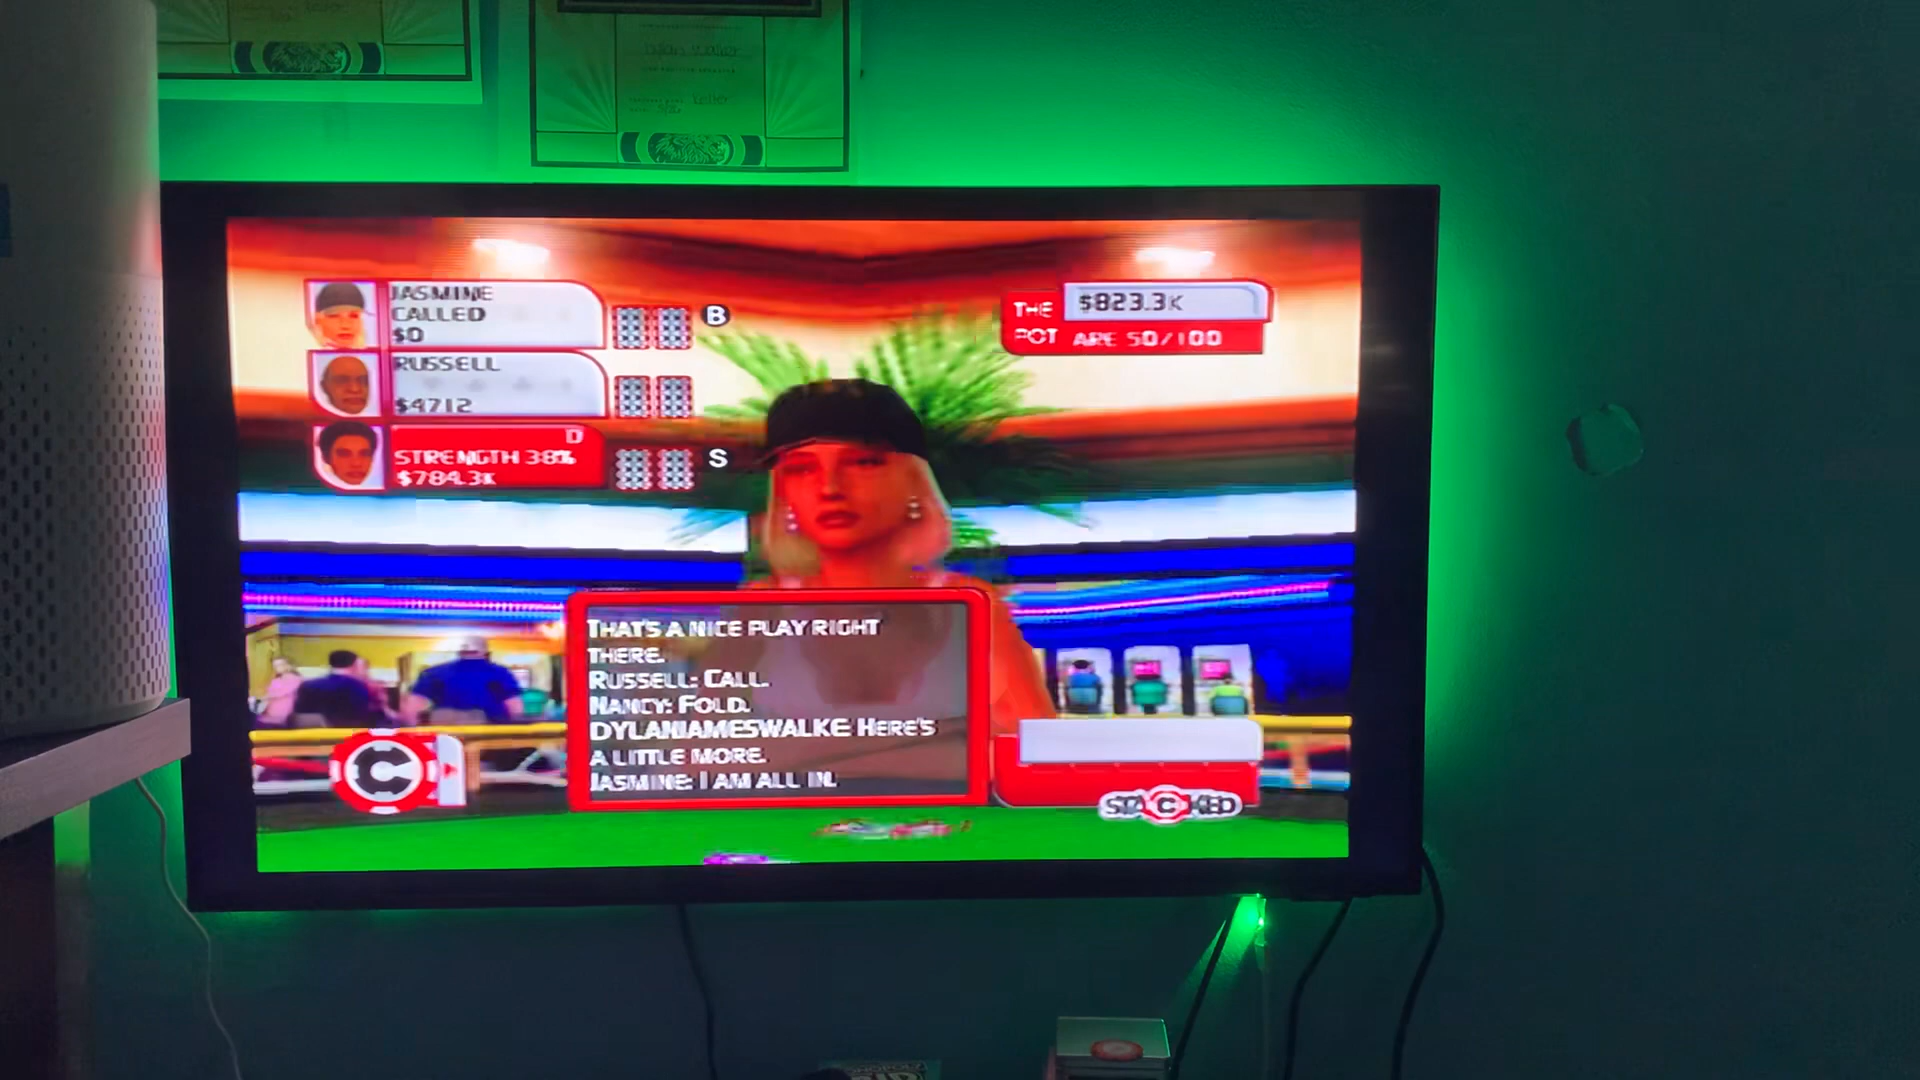 JASMINE
CALLED
$0
B
RUSSELL
$4712
D
STRENGTH 38%
$784.3K
S
THE
POT
$823.3K
ARE 50/100
THAT'S A NICE PLAY RIGHT
THERE.
RUSSELL: CALL.
NANCY: FOLD.
DYLANJAMESWALKE: HERE'S
A LITTLE MORE.
JASMINE: I AM ALL IN.
C
STACKED